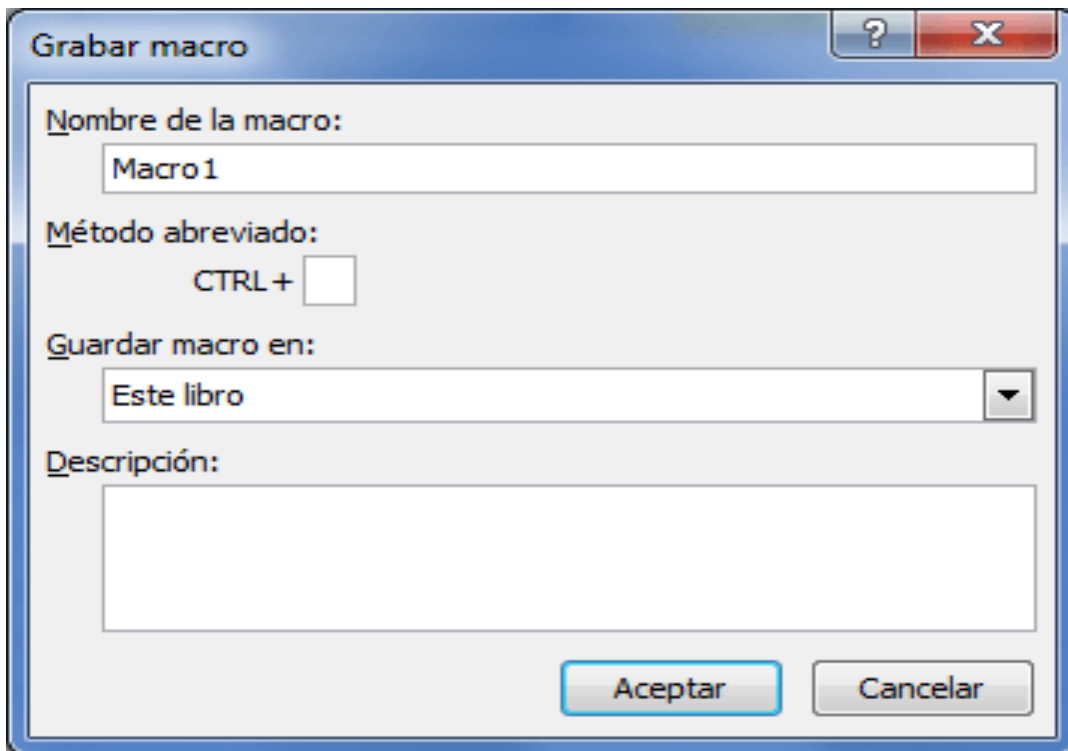 Grabar macro
Nombre de la macro:
Macro1
Método abreviado:
CTRL+
Guardar macro en:
Este libro
Descripción:
Aceptar Cancelar